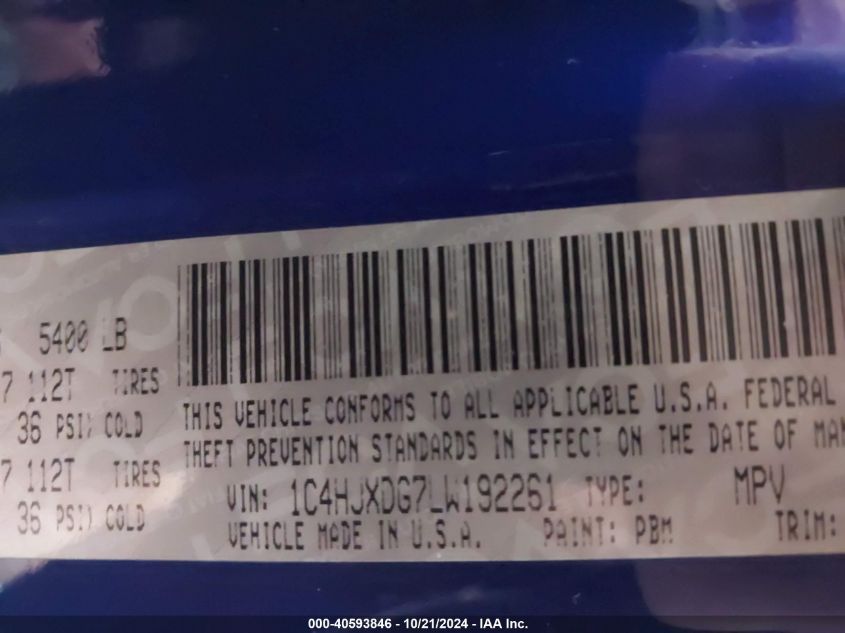 5400 LB
7 112T TIRES
36 PSI) COLD
7 112T TIRES
36 PSI) COLD
THIS VEHICLE CONFORMS TO ALL APPLICABLE U.S.A. FEDERAL
THEFT PREVENTION STANDARDS IN EFFECT ON THE DATE OF MAN
VIN: 1C4HJXDG7LW192261 TYPE: MPV
VEHICLE MADE IN U.S.A. PAINT: PBM TRIM:
000-40593846 - 10/21/2024 - IAA Inc.